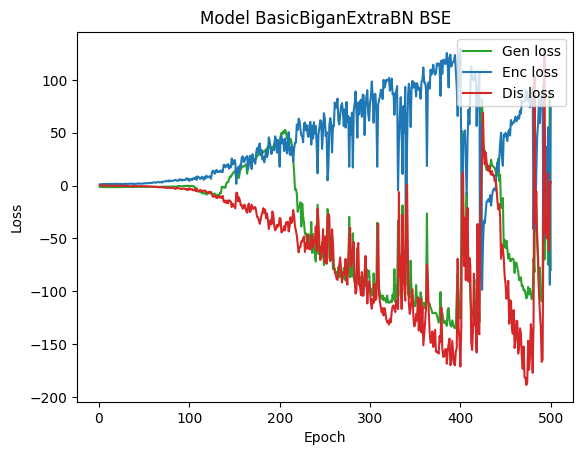 Model BasicBiganExtraBN BSE
Gen loss
Enc loss
Dis loss
Loss
100
50
0
−50
−100
−150
−200
0 100 200 300 400 500
Epoch